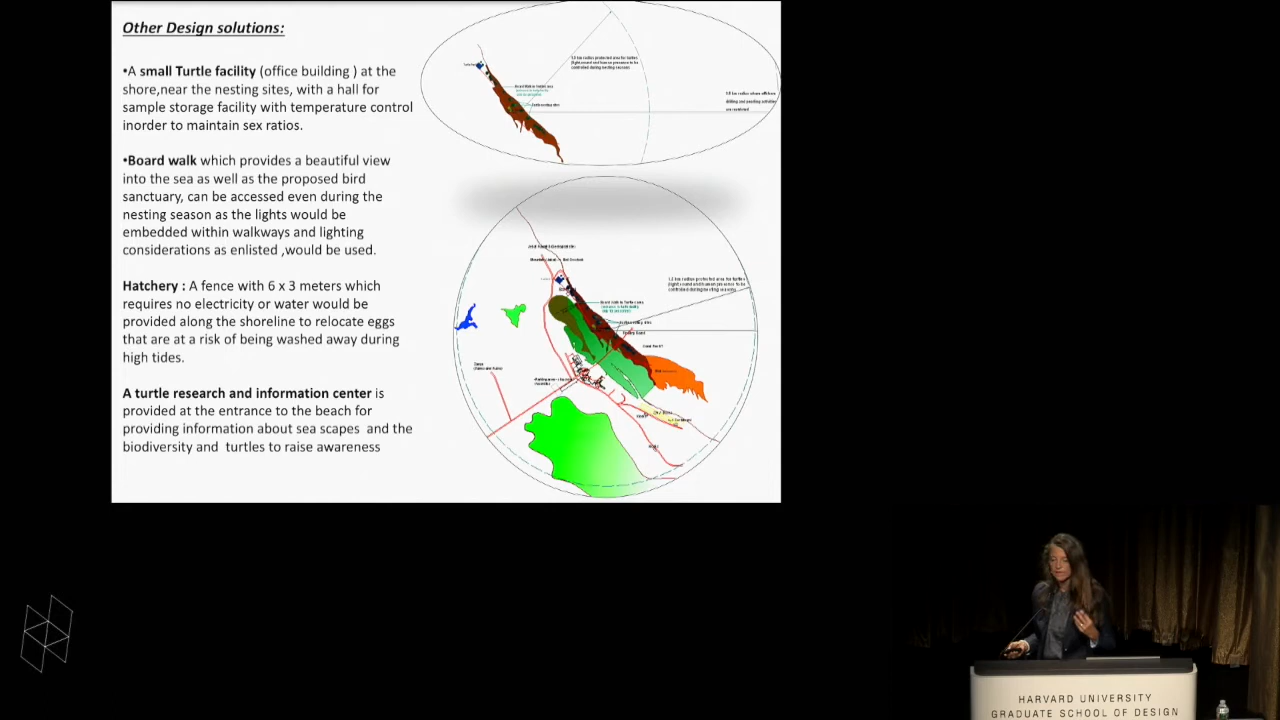 Other Design solutions:
•A small Turtle facility (office building ) at the
shore,near the nesting sites, with a hall for
sample storage facility with temperature control
inorder to maintain sex ratios.
•Board walk which provides a beautiful view
into the sea as well as the proposed bird
sanctuary, can be accessed even during the
nesting season as the lights would be
embedded within walkways and lighting
considerations as enlisted ,would be used.
Hatchery : A fence with 6 x 3 meters which
requires no electricity or water would be
provided along the shoreline to relocate eggs
that are at a risk of being washed away during
high tides.
A turtle research and information center is
provided at the entrance to the beach for
providing information about sea scapes and the
biodiversity and turtles to raise awareness
HARVARD UNIVERSITY
GRADUATE SCHOOL OF DESIGN